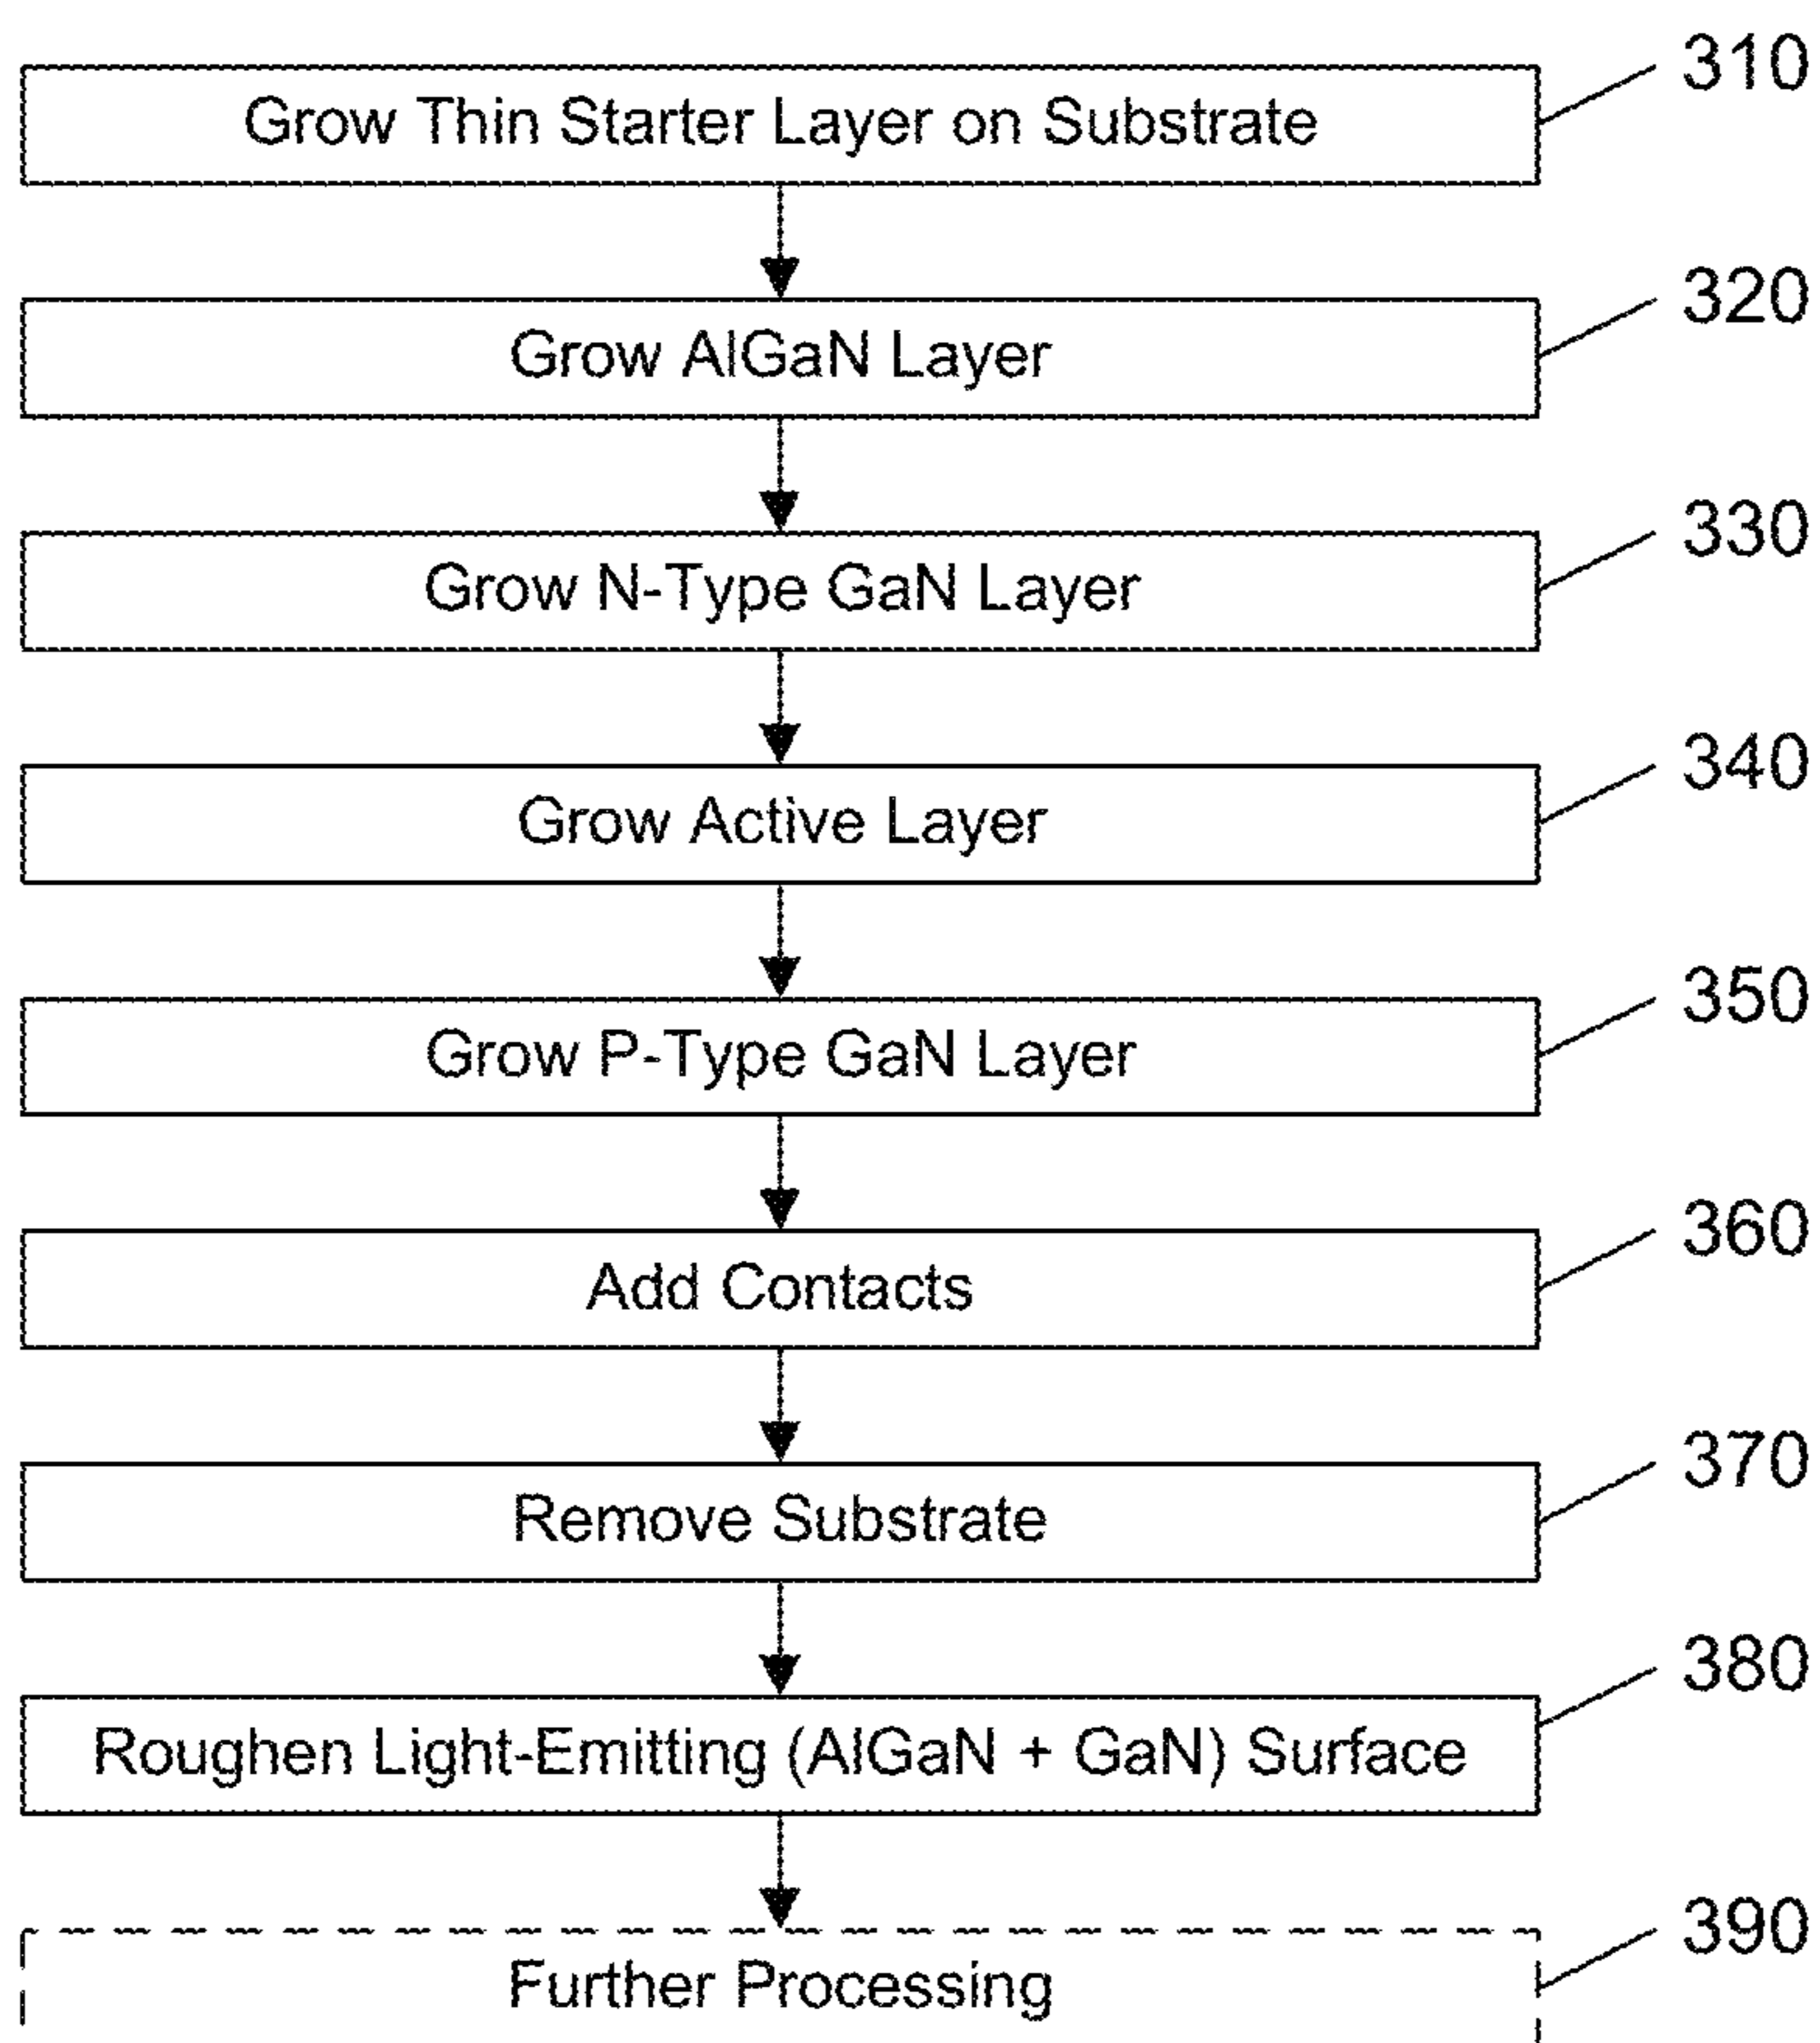 310
Grow Thin Starter Layer on Substrate
320
Grow AlGaN Layer
330
Grow N-Type GaN Layer
340
Grow Active Layer
350
Grow P-Type GaN Layer
360
Add Contacts
370
Remove Substrate
380
Roughen Light-Emitting (AlGaN + GaN) Surface
390
Further Processing